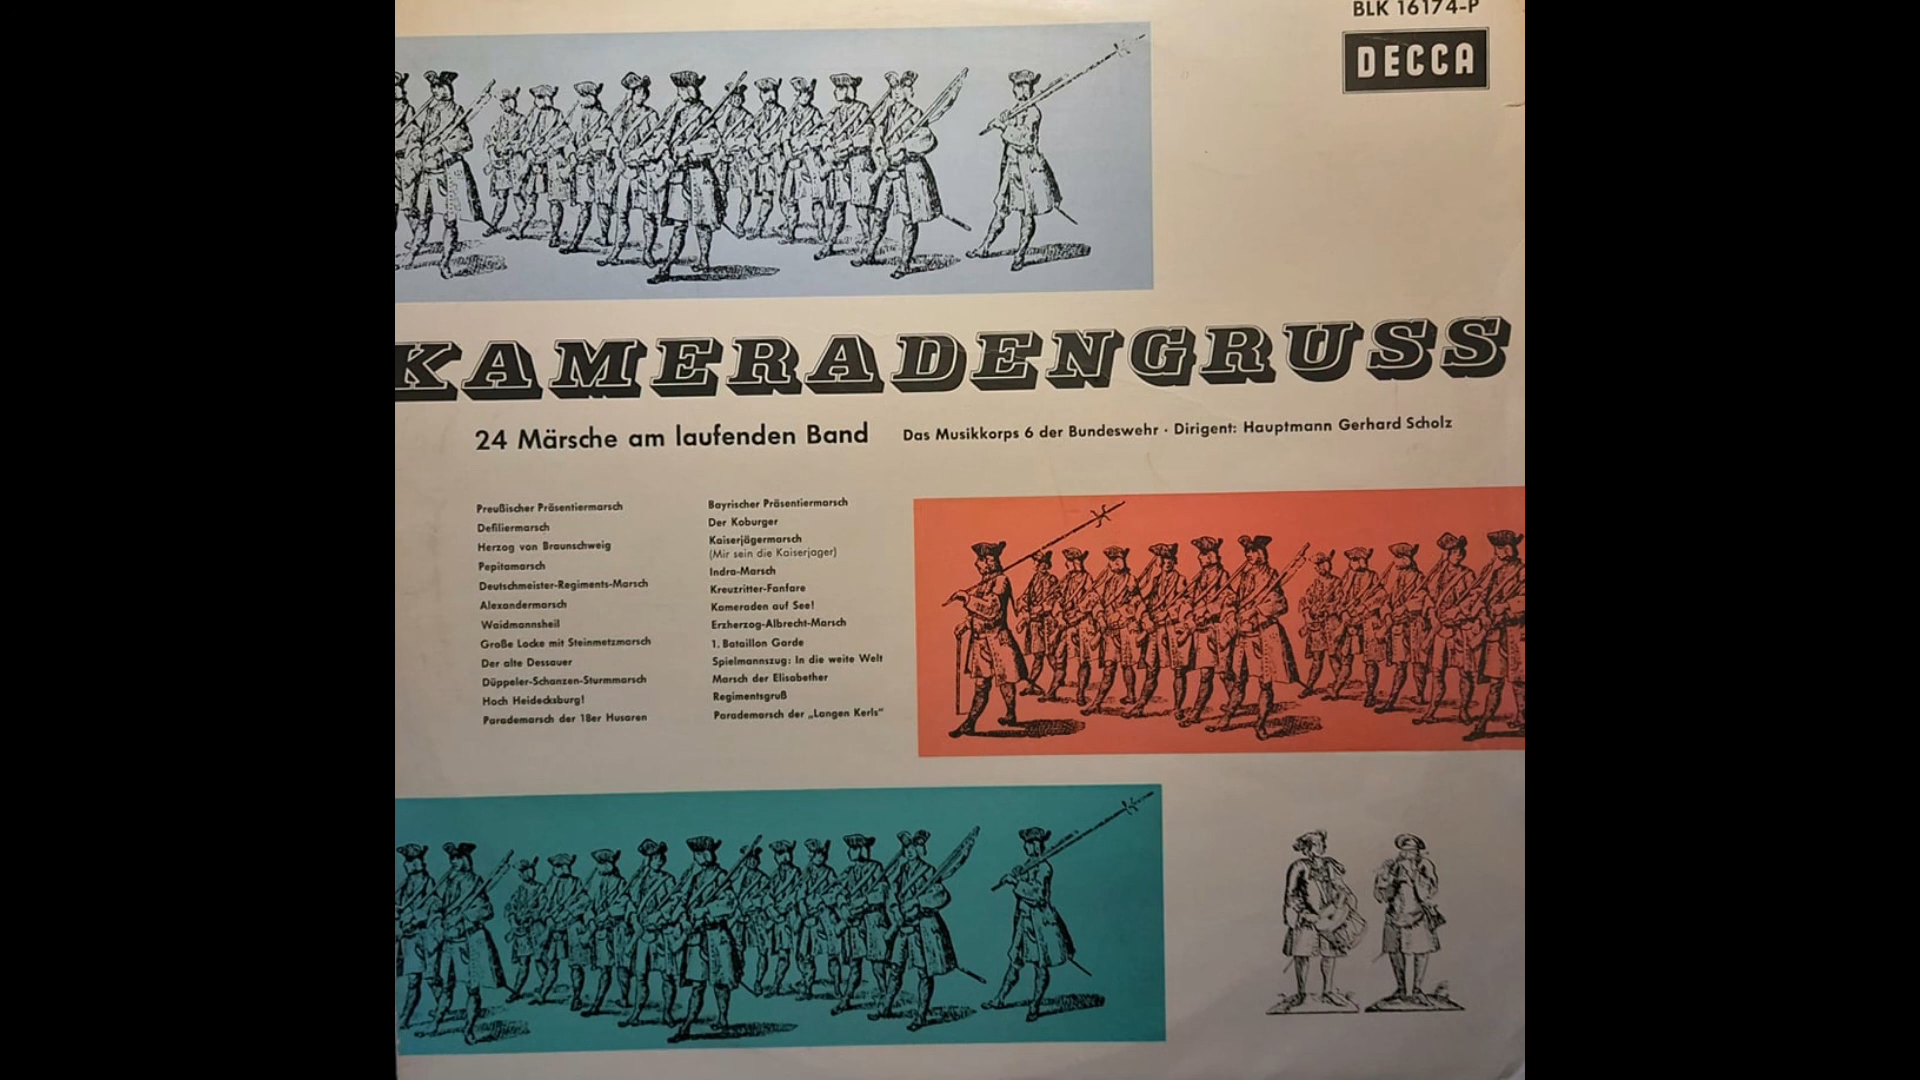 BLK 16174-P
DECCA
KAMERADENGRUSS
24 Märsche am laufenden Band
Das Musikkorps 6 der Bundeswehr · Dirigent: Hauptmann Gerhard Scholz
Preußischer Präsentiermarsch
Defiliermarsch
Herzog von Braunschweig
Pepitamarsch
Deutschmeister-Regiments-Marsch
Alexandermarsch
Waidmannsheil
Große Locke mit Steinmetzmarsch
Der alte Dessauer
Düppeler-Schanzen-Sturmmarsch
Hoch Heidecksburg!
Parademarsch der 18er Husaren
Bayrischer Präsentiermarsch
Der Koburger
Kaiserjägermarsch
(Mir sein die Kaiserjager)
Indra-Marsch
Kreuzritter-Fanfare
Kameraden auf See!
Erzherzog-Albrecht-Marsch
1. Bataillon Garde
Spielmannszug: In die weite Welt
Marsch der Elisabether
Regimentsgruß
Parademarsch der „Langen Kerls"